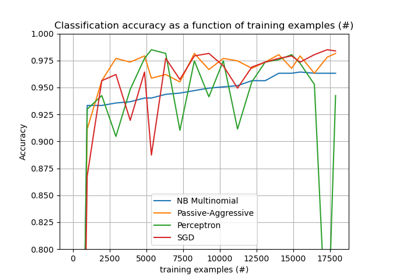 Classification accuracy as a function of training examples (#)
1.000
0.975
0.950
0.925
0.900
0.875
0.850
0.825
0.800
Accuracy
NB Multinomial
Passive-Aggressive
Perceptron
SGD
0 2500 5000 7500 10000 12500 15000 17500
training examples (#)